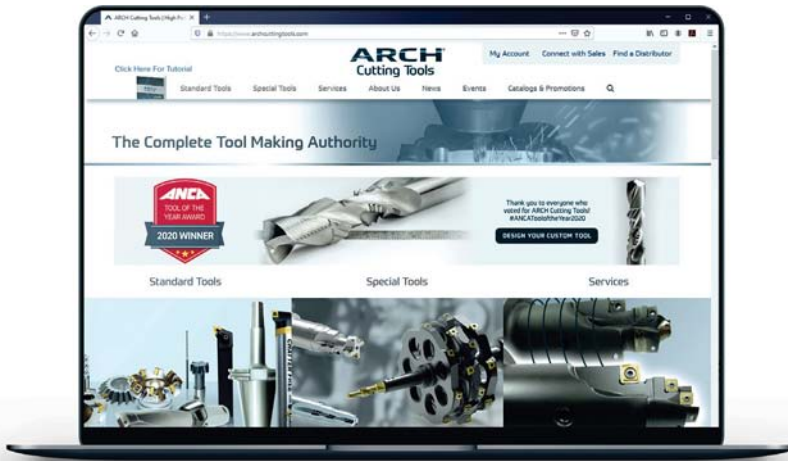 ARCH Cutting Tools | High Per
https://www.archcuttingtools.com
Click Here For Tutorial
ARCH
Cutting Tools
My Account Connect with Sales Find a Distributor
Standard Tools Special Tools Services About Us News Events Catalogs & Promotions
The Complete Tool Making Authority
ANCA
TOOL OF THE
YEAR AWARD
2020 WINNER
Thank you to everyone who
voted for ARCH Cutting Tools!
#ANCATooloftheYear2020
DESIGN YOUR CUSTOM TOOL
Standard Tools Special Tools Services